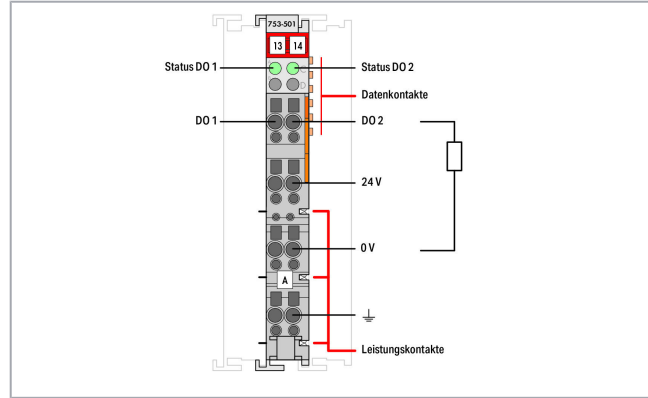 753-501
13 14
Status DO 1
Status DO 2
Datenkontakte
DO 1
DO 2
24 V
0 V
A
Leistungskontakte